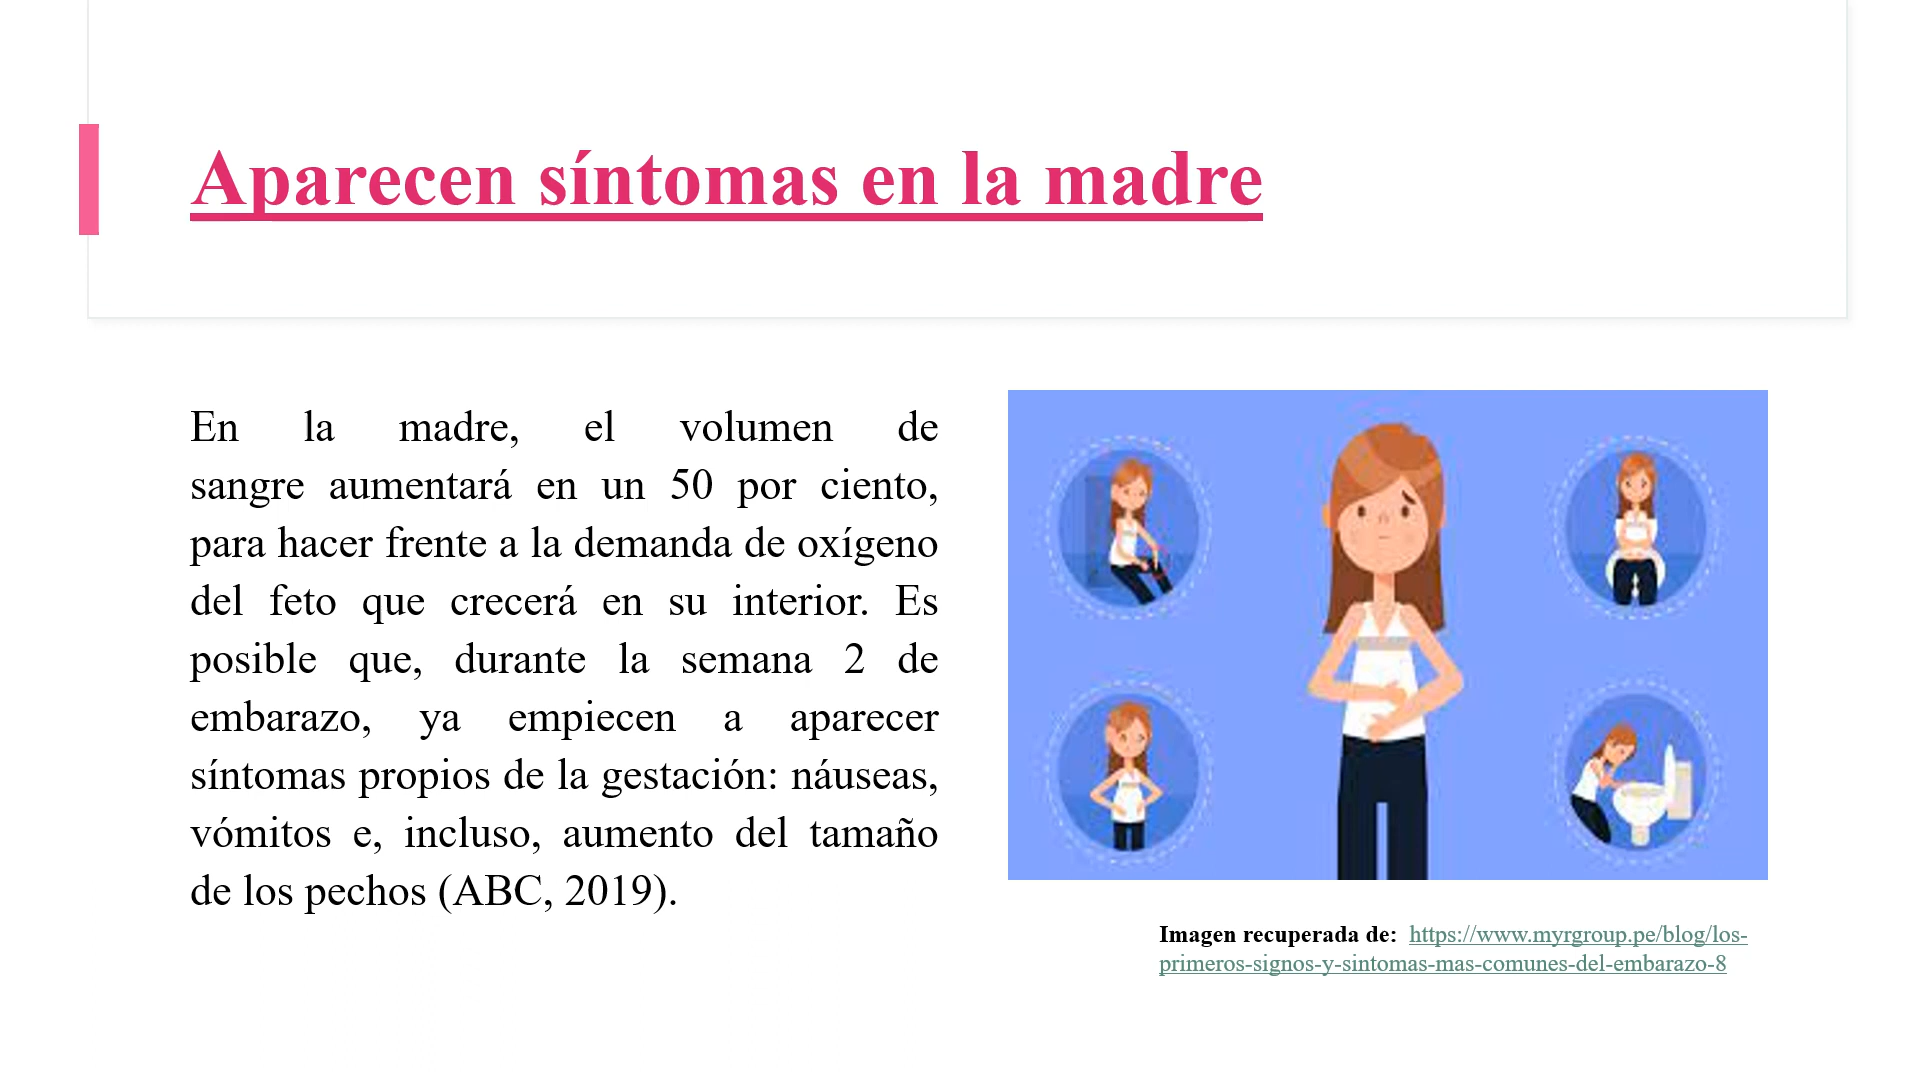 Aparecen síntomas en la madre
En la madre, el volumen de
sangre aumentará en un 50 por ciento,
para hacer frente a la demanda de oxígeno
del feto que crecerá en su interior. Es
posible que, durante la semana 2 de
embarazo, ya empiecen a aparecer
síntomas propios de la gestación: náuseas,
vómitos e, incluso, aumento del tamaño
de los pechos (ABC, 2019).
Imagen recuperada de: https://www.myrgroup.pe/blog/los-
primeros-signos-y-sintomas-mas-comunes-del-embarazo-8